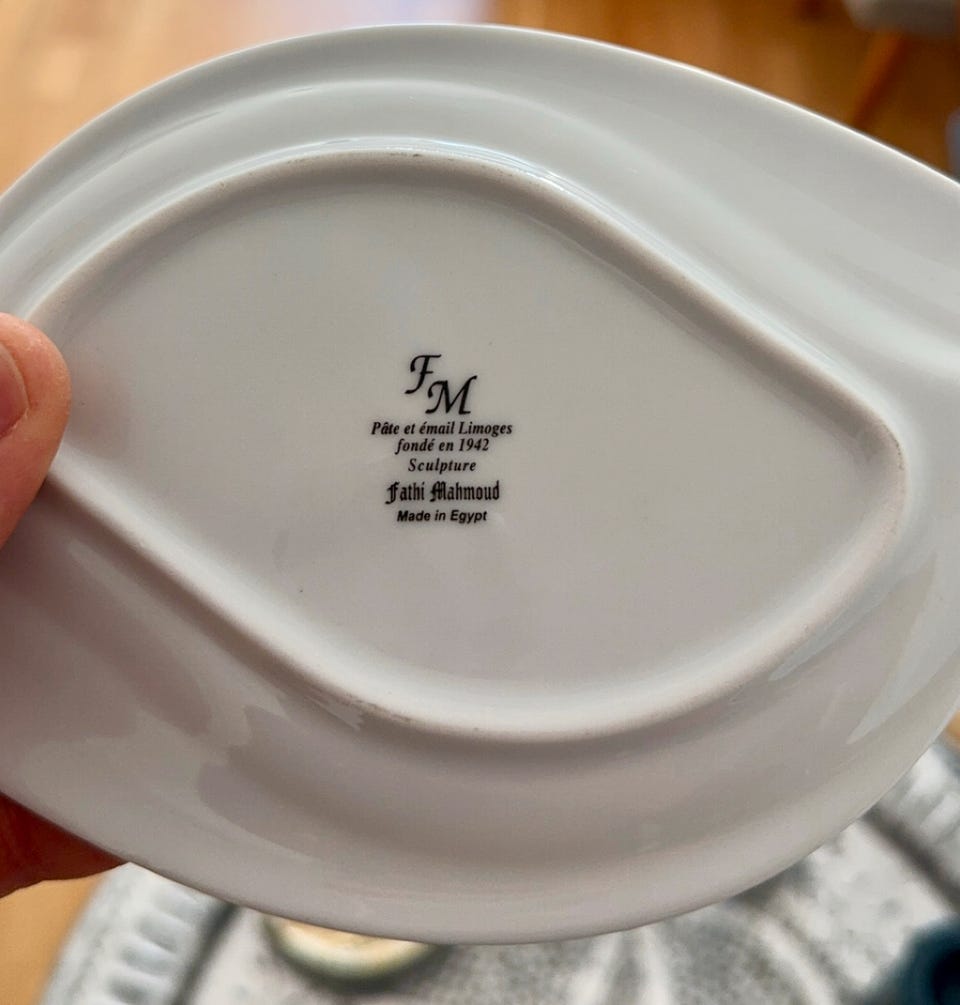 FM
Pâte et émail Limoges
fondé en 1942
Sculpture
Fathi Mahmoud
Made in Egypt